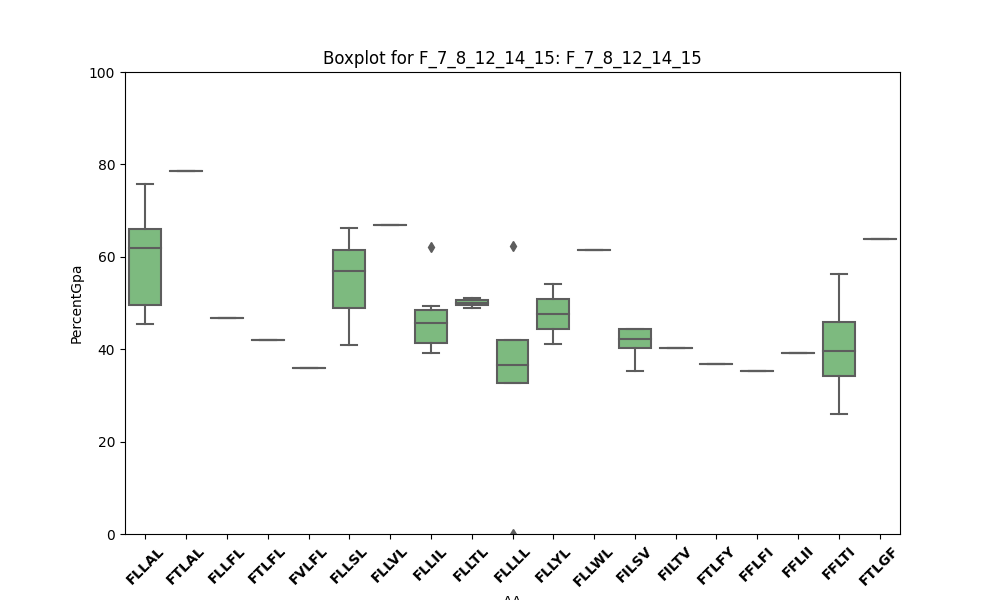 Boxplot for F_7_8_12_14_15: F_7_8_12_14_15
PercentGpa
100
80
60
40
20
0
FLLAL
FTLAL
FLLFL
FTLFL
FVLFL
FLLSL
FLLVL
FLLIL
FLLTL
FLLLL
FLLYL
FLLWL
FILSV
FILTV
FTLFY
FFLFI
FFLII
FFLTI
FTLGF
AA